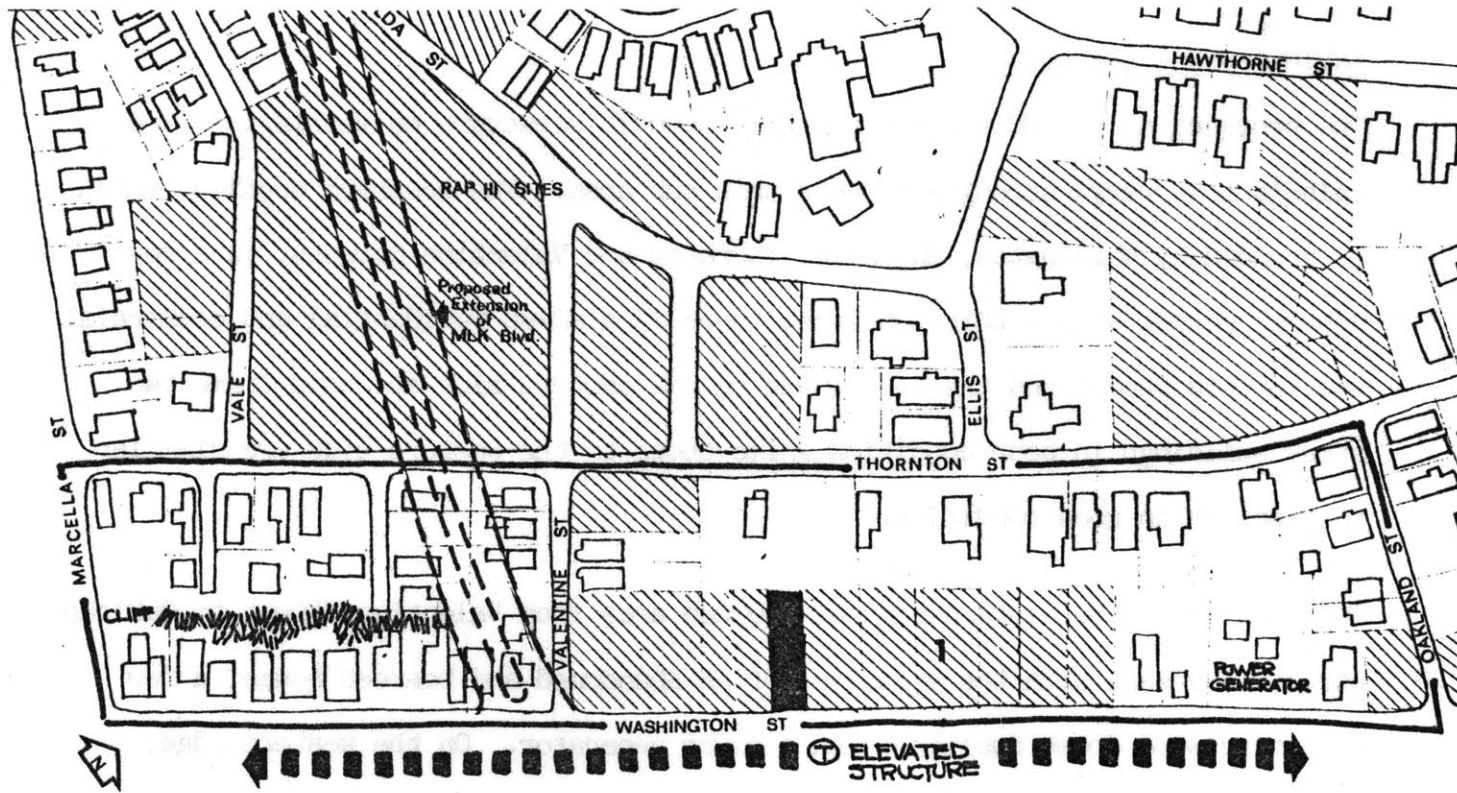 DA ST
HAWTHORNE ST
RAP III SITES
Proposed
Extension
of
MLK Blvd.
ST
VALE ST
ELLIS ST
THORNTON ST
MARCELLA
VALENTINE ST
CLIFF
1
OAKLAND ST
POWER
GENERATOR
WASHINGTON ST
N
T ELEVATED
STRUCTURE